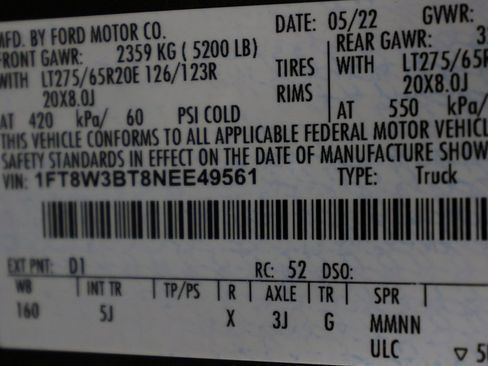 MFD. BY FORD MOTOR CO. DATE: 05/22 GVWR:
FRONT GAWR: 2359 KG ( 5200 LB) REAR GAWR:
WITH LT275/65R20E 126/123R TIRES WITH LT275/65R
20X8.0J RIMS 20X8.0J
AT 420 kPa/ 60 PSI COLD AT 550 kPa/
THIS VEHICLE CONFORMS TO ALL APPLICABLE FEDERAL MOTOR VEHICL
SAFETY STANDARDS IN EFFECT ON THE DATE OF MANUFACTURE SHOW
VIN: 1FT8W3BT8NEE49561 TYPE: Truck
EXT PNT: D1 RC: 52 DSO:
WB INT TR TP/PS R AXLE TR SPR
160 5J X 3J G MMNN
ULC